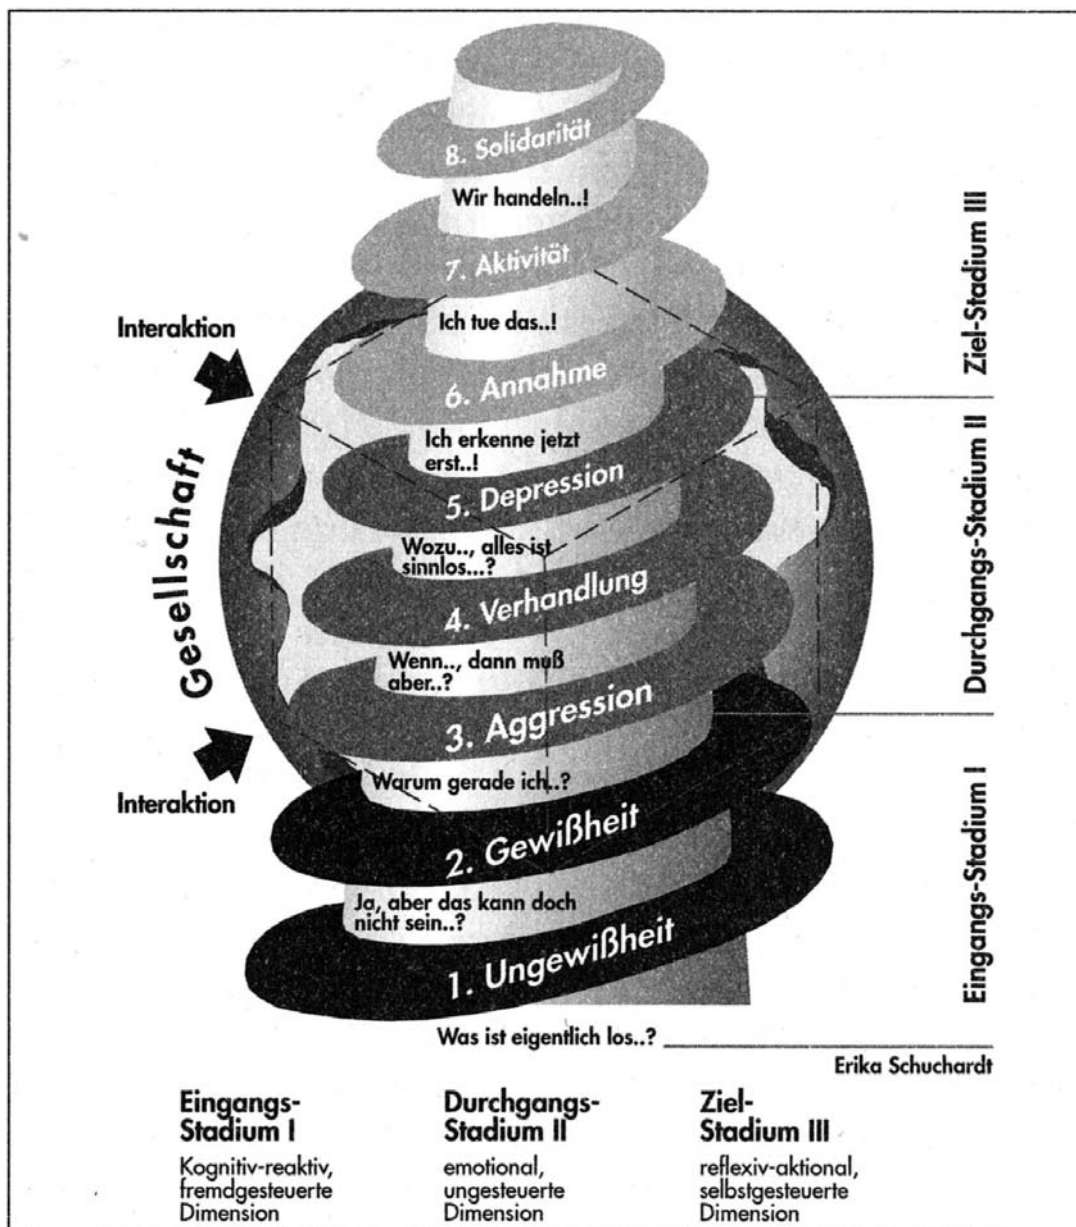 8. Solidarität
Wir handeln..!
7. Aktivität
Ich tue das..!
6. Annahme
Ich erkenne jetzt
erst..!
5. Depression
Wozu.., alles ist
sinnlos...?
4. Verhandlung
Wenn.., dann muß
aber..?
3. Aggression
Warum gerade ich..?
2. Gewißheit
Ja, aber das kann doch
nicht sein..?
1. Ungewißheit
Was ist eigentlich los..?
Interaktion
Gesellschaft
Interaktion
Ziel-Stadium III
Durchgangs-Stadium II
Eingangs-Stadium I
Erika Schuchardt
Eingangs-
Stadium I
Kognitiv-reaktiv,
fremdgesteuerte
Dimension
Durchgangs-
Stadium II
emotional,
ungesteuerte
Dimension
Ziel-
Stadium III
reflexiv-aktional,
selbstgesteuerte
Dimension